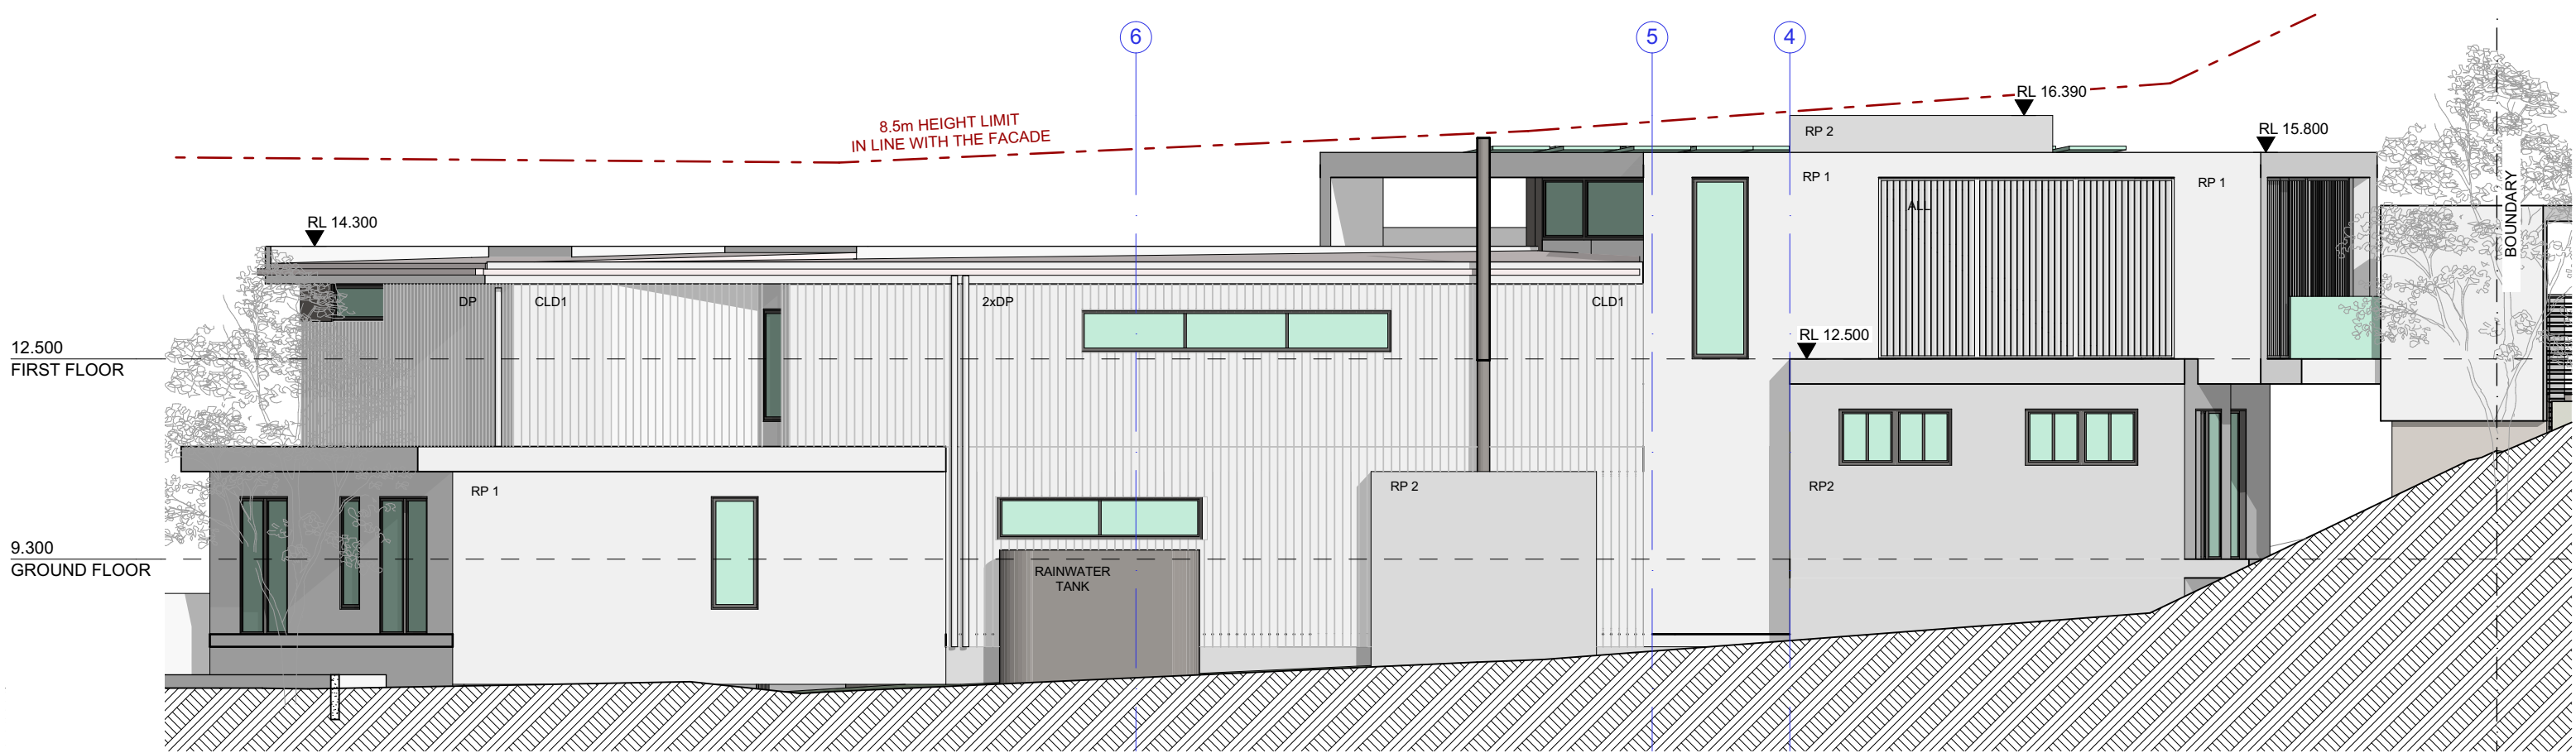 6
5
4
8.5m HEIGHT LIMIT
IN LINE WITH THE FACADE
RL 16.390
RP 2
RL 15.800
RP 1
RP 1
ALL
BOUNDARY
RL 14.300
DP
CLD1
2xDP
CLD1
RL 12.500
12.500
FIRST FLOOR
RP 1
RP 2
RP2
9.300
GROUND FLOOR
RAINWATER
TANK